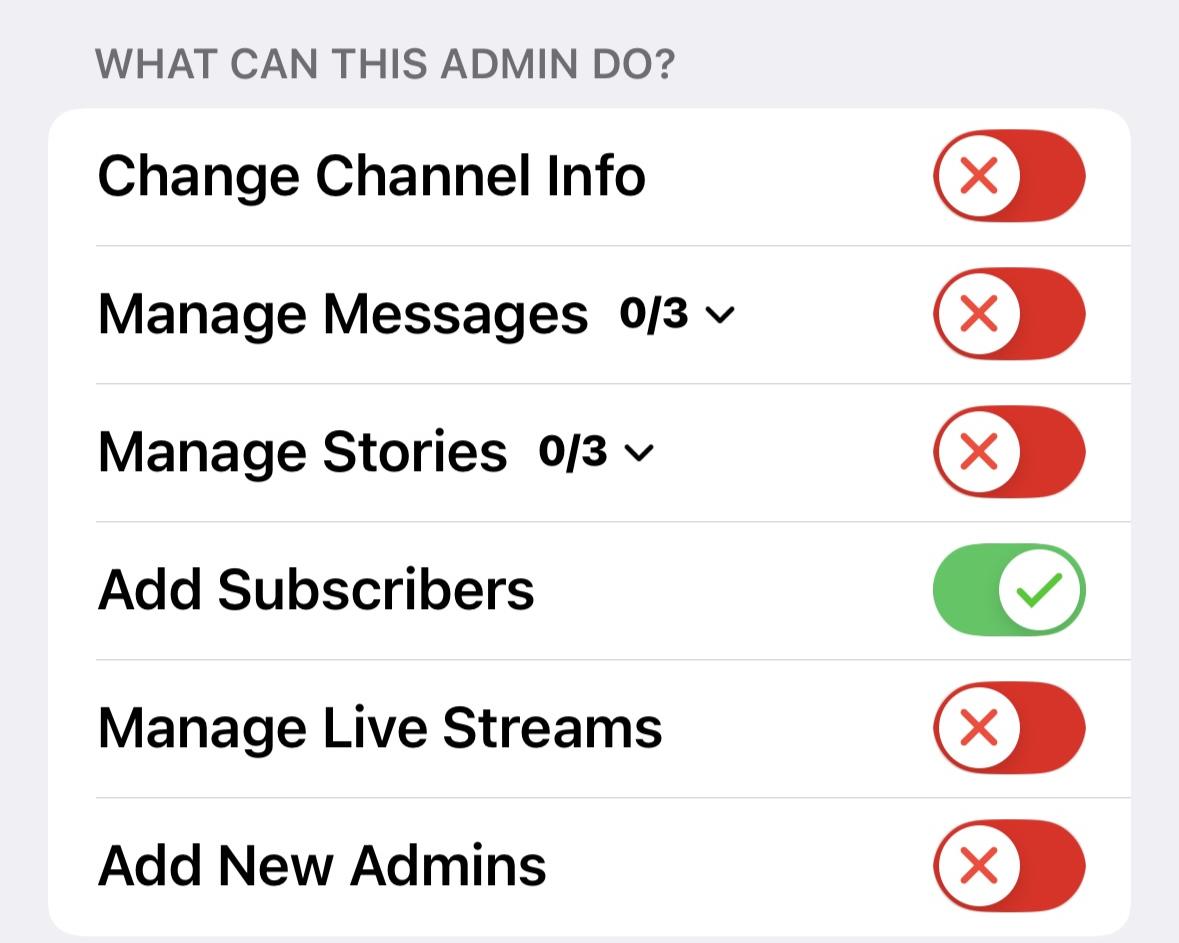 WHAT CAN THIS ADMIN DO?
Change Channel Info
Manage Messages 0/3
Manage Stories 0/3
Add Subscribers
Manage Live Streams
Add New Admins